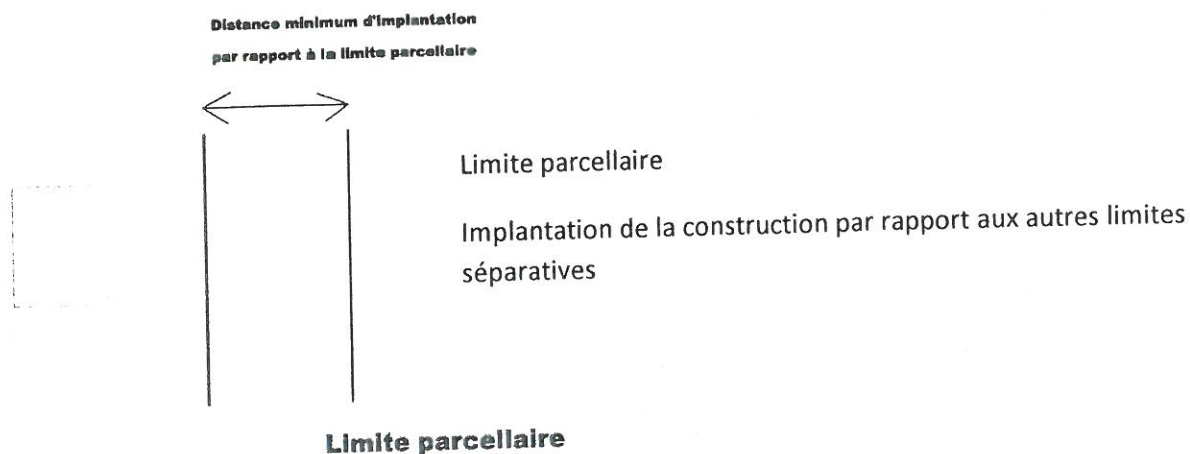 Distance minimum d'implantation
par rapport à la limite parcellaire
Limite parcellaire
Implantation de la construction par rapport aux autres limites
séparatives
Limite parcellaire